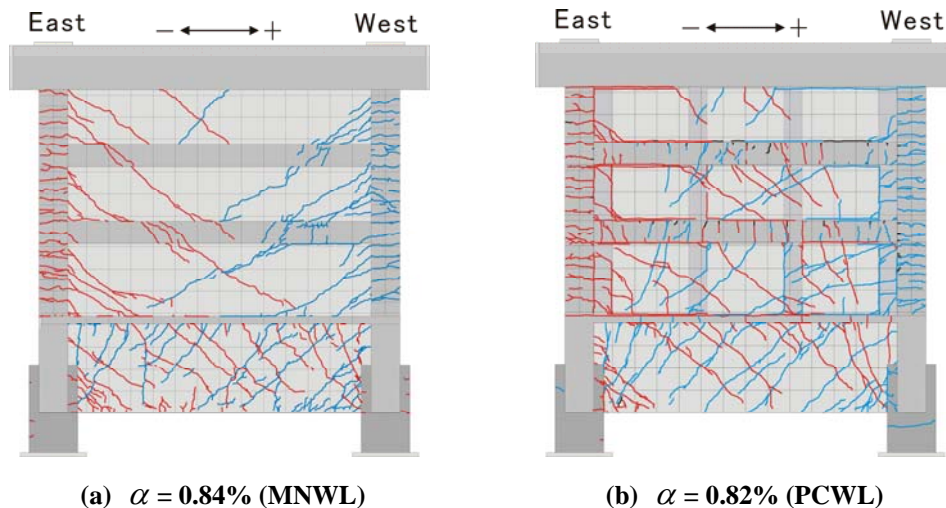 East − ⟷ + West
East − ⟷ + West
(a) α = 0.84% (MNWL)
(b) α = 0.82% (PCWL)